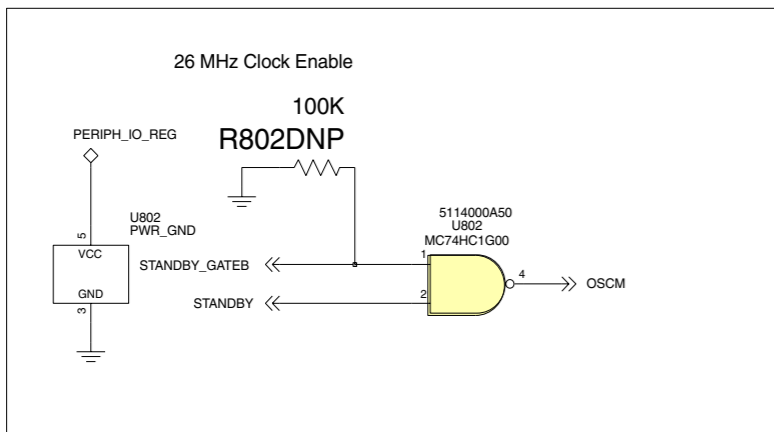 26 MHz Clock Enable
100K
R802DNP
PERIPH_IO_REG
5114000A50
U802
MC74HC1G00
U802
PWR_GND
5
VCC
STANDBY_GATEB
1
4
OSCM
GND
STANDBY
2
3